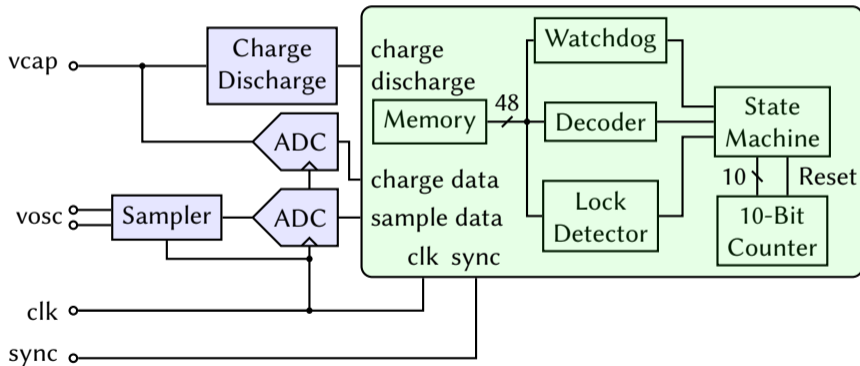 vcap
Charge
Discharge
charge
discharge
Watchdog
Memory
48
Decoder
State
Machine
ADC
charge data
10
Reset
vosc
Sampler
ADC
sample data
Lock
Detector
10-Bit
Counter
clk sync
clk
sync